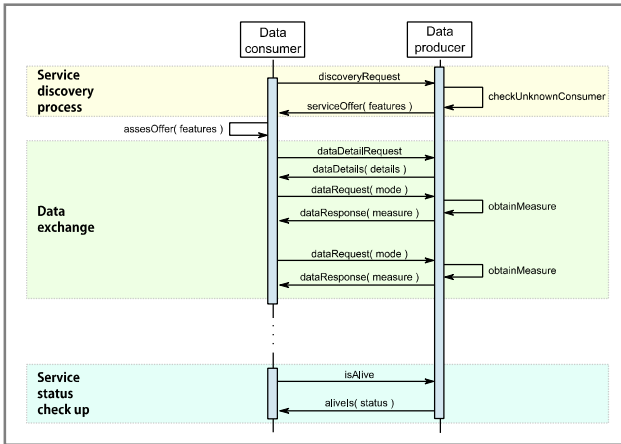 Data
consumer
Data
producer
Service
discovery
process
discoveryRequest
checkUnknownConsumer
serviceOffer( features )
assesOffer( features )
Data
exchange
dataDetailRequest
dataDetails( details )
dataRequest( mode )
obtainMeasure
dataResponse( measure )
dataRequest( mode )
obtainMeasure
dataResponse( measure )
Service
status
check up
isAlive
aliveIs( status )